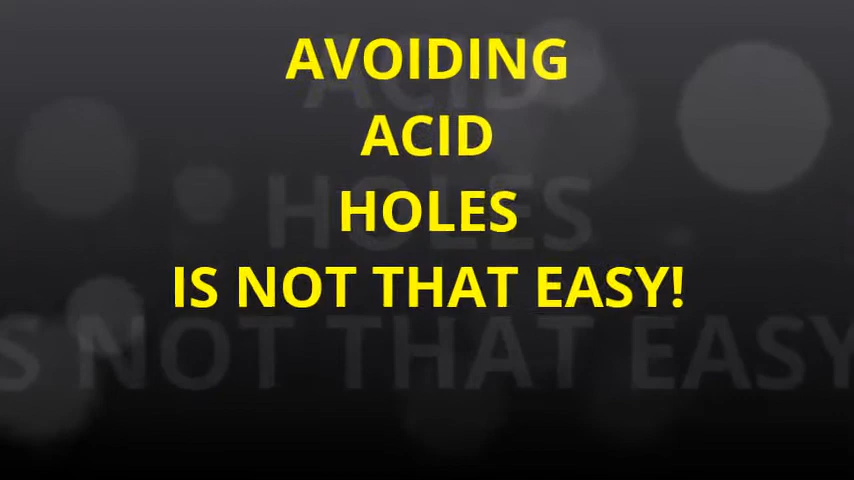 AVOIDING
ACID
HOLES
IS NOT THAT EASY!